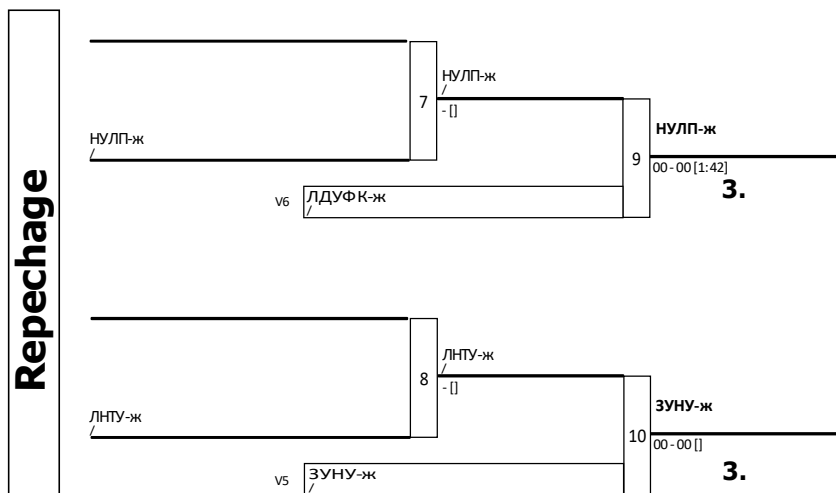 Repechage
НУЛП-ж
/
7
НУЛП-ж
/
- []
V6
ЛДУФК-ж
/
9
НУЛП-ж
00 - 00 [1:42]
3.
ЛНТУ-ж
/
8
ЛНТУ-ж
/
- []
V5
ЗУНУ-ж
/
10
ЗУНУ-ж
00 - 00 []
3.